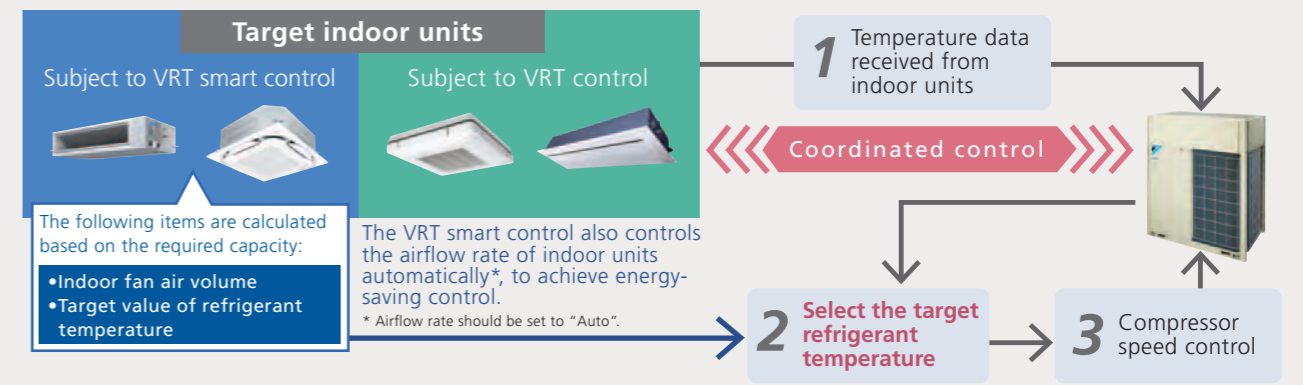 Target indoor units
Subject to VRT smart control
Subject to VRT control
The following items are calculated
based on the required capacity:
•Indoor fan air volume
•Target value of refrigerant
temperature
The VRT smart control also controls
the airflow rate of indoor units
automatically*, to achieve energy-
saving control.
* Airflow rate should be set to “Auto”.
1
Temperature data
received from
indoor units
Coordinated control
2
Select the target
refrigerant
temperature
3
Compressor
speed control